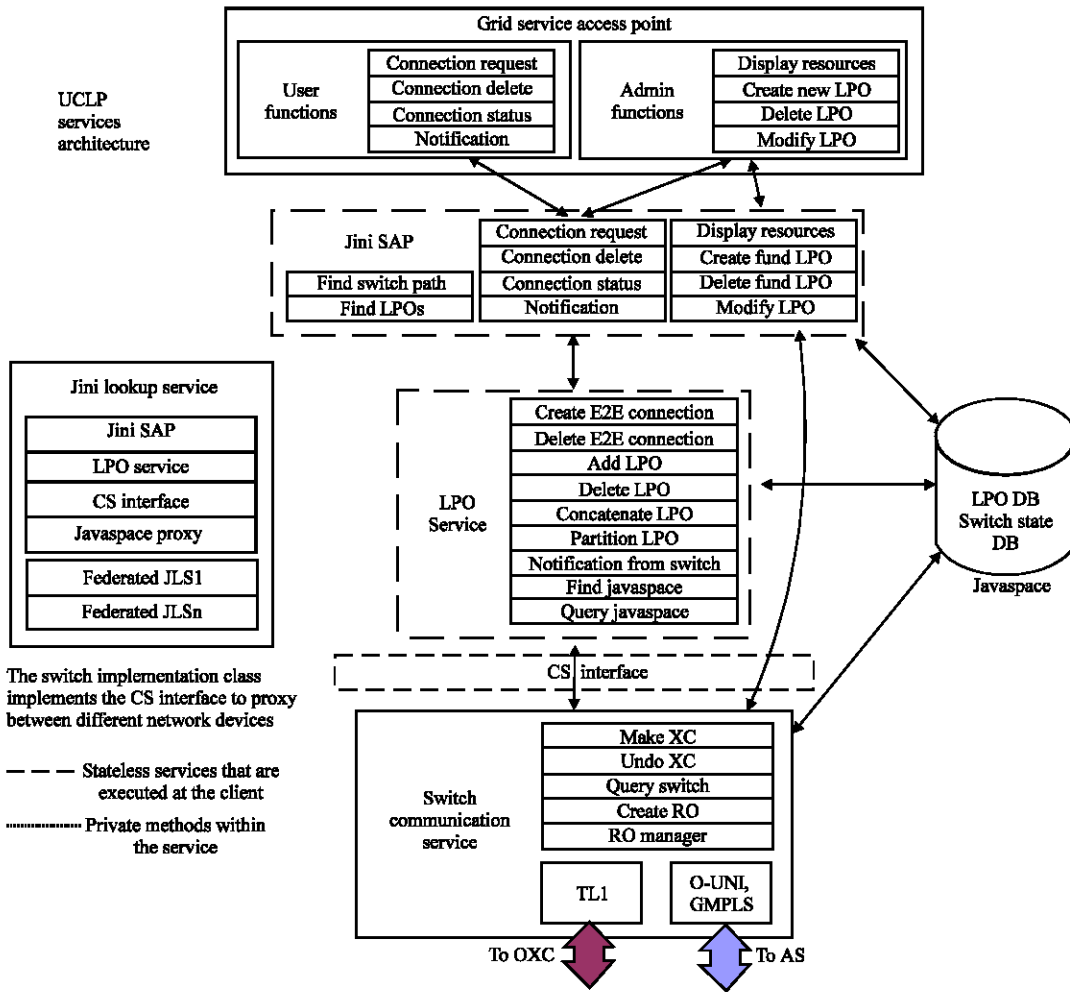 Grid service access point
UCLP
services
architecture
User
functions
Connection request
Connection delete
Connection status
Notification
Admin
functions
Display resources
Create new LPO
Delete LPO
Modify LPO
Jini SAP
Find switch path
Find LPOs
Connection request
Connection delete
Connection status
Notification
Display resources
Create fund LPO
Delete fund LPO
Modify LPO
Jini lookup service
Jini SAP
LPO service
CS interface
Javaspace proxy
Federated JLS1
Federated JLSn
LPO
Service
Create E2E connection
Delete E2E connection
Add LPO
Delete LPO
Concatenate LPO
Partition LPO
Notification from switch
Find javaspace
Query javaspace
LPO DB
Switch state
DB
Javaspace
CS interface
The switch implementation class
implements the CS interface to proxy
between different network devices
Stateless services that are
executed at the client
Private methods within
the service
Switch
communication
service
Make XC
Undo XC
Query switch
Create RO
RO manager
TL1
O-UNI,
GMPLS
To OXC
To AS